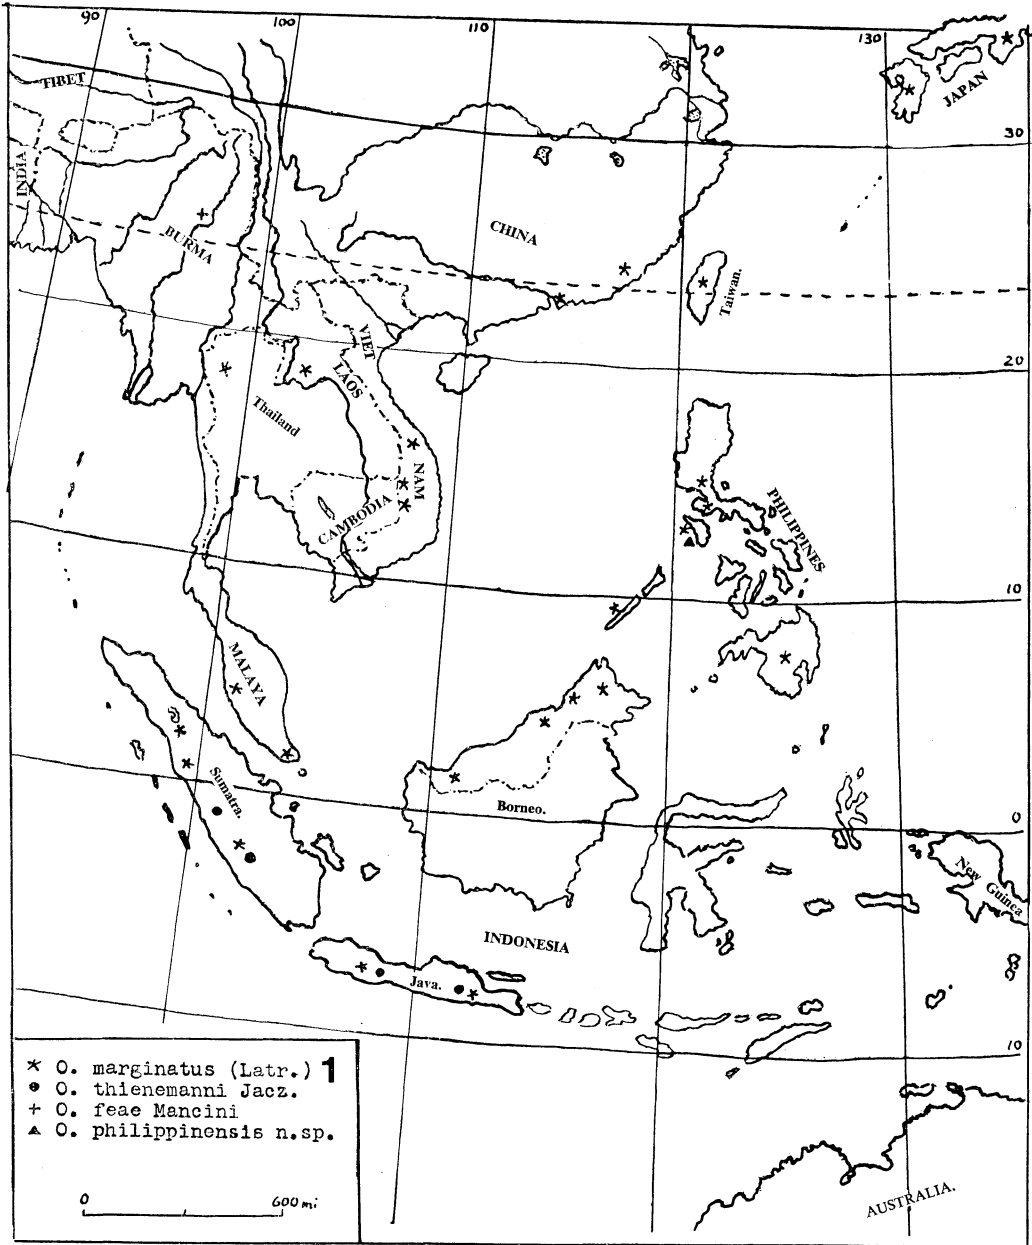 90
100
110
130
TIBET
JAPAN
30
INDIA
CHINA
BURMA
Taiwan.
VIET
LAOS
20
Thailand
NAM
CAMBODIA
PHILIPPINES
10
MALAYA
Sumatra.
Borneo.
0
New Guinea
INDONESIA
Java.
10
* O. marginatus (Latr.) 1
● O. thienemanni Jacz.
+ O. feae Mancini
▲ O. philippinensis n.sp.
0 600 mi
AUSTRALIA.